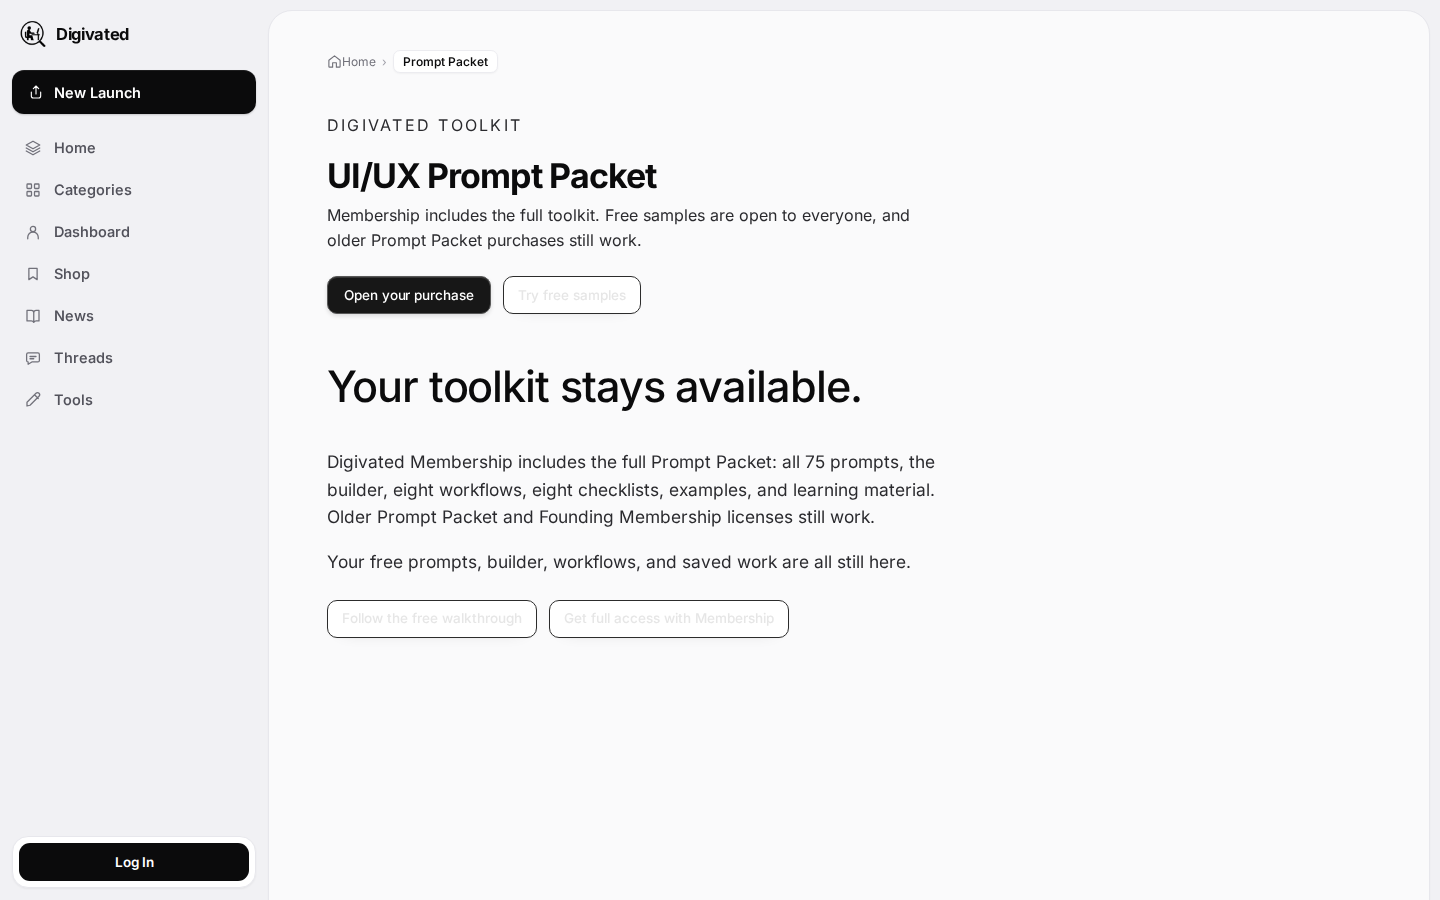 Digivated
New Launch
Home
Categories
Dashboard
Shop
News
Threads
Tools
Log In
Home › Prompt Packet
DIGIVATED TOOLKIT
UI/UX Prompt Packet
Membership includes the full toolkit. Free samples are open to everyone, and
older Prompt Packet purchases still work.
Open your purchase
Try free samples
Your toolkit stays available.
Digivated Membership includes the full Prompt Packet: all 75 prompts, the
builder, eight workflows, eight checklists, examples, and learning material.
Older Prompt Packet and Founding Membership licenses still work.
Your free prompts, builder, workflows, and saved work are all still here.
Follow the free walkthrough
Get full access with Membership